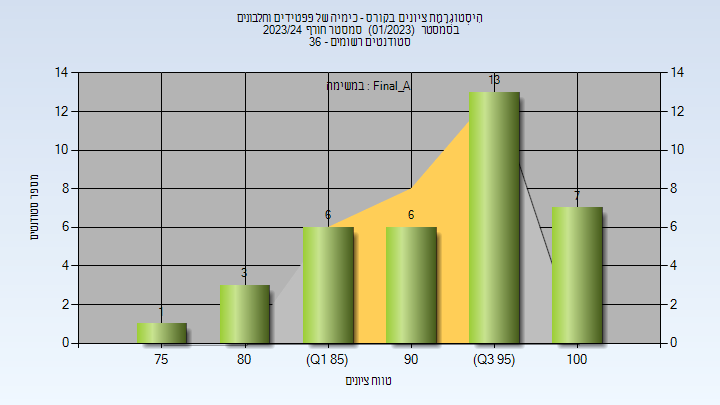 היסטוגרמת ציונים בקורס - כימיה של פפטידים וחלבונים
בסמסטר (01/2023) סמסטר חורף 2023/24
סטודנטים רשומים - 36
במשימה : Final_A
מספר סטודנטים
14 14
12 12
10 10
8 8
6 6
4 4
2 2
0 0
1 3 6 6 13 7
75 80 (Q1 85) 90 (Q3 95) 100
טווח ציונים